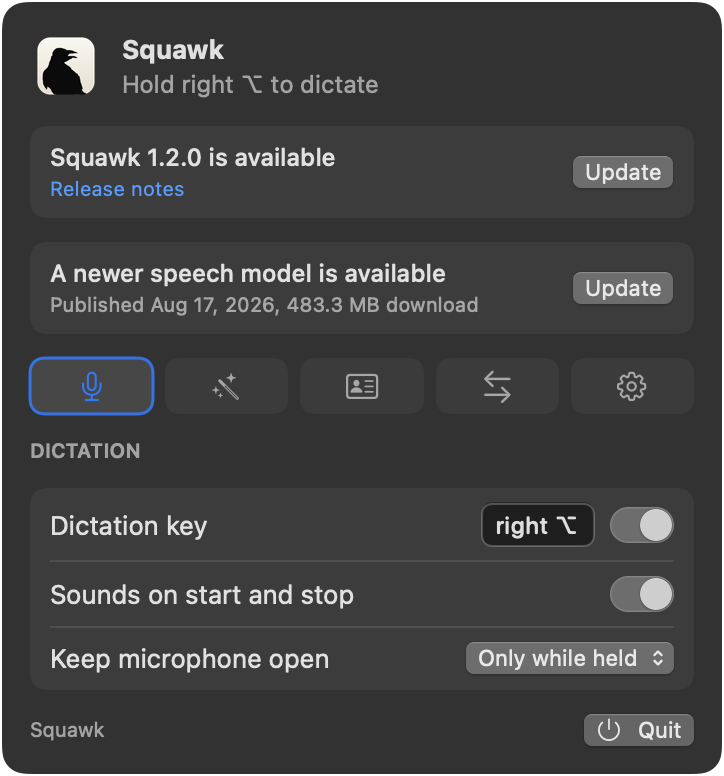 Squawk
Hold right ⌥ to dictate
Squawk 1.2.0 is available
Release notes
Update
A newer speech model is available
Published Aug 17, 2026, 483.3 MB download
Update
DICTATION
Dictation key
right ⌥
Sounds on start and stop
Keep microphone open
Only while held
Squawk
Quit